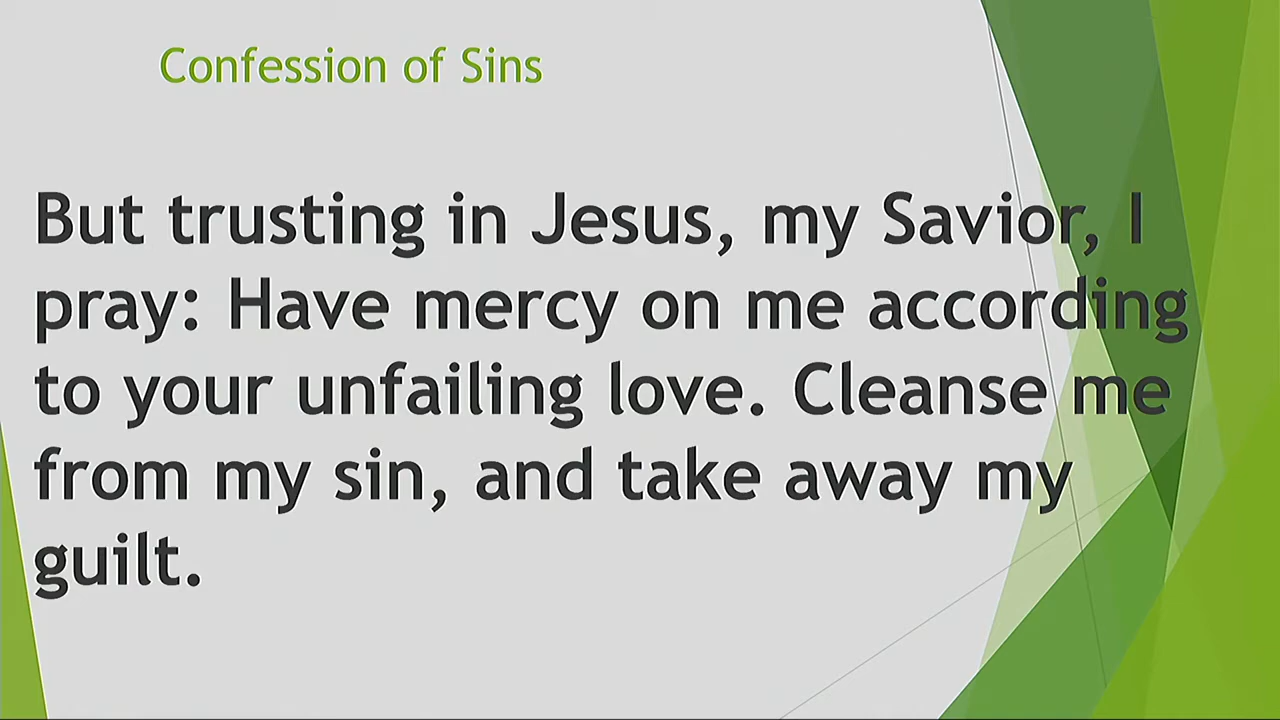 Confession of Sins
But trusting in Jesus, my Savior, I
pray: Have mercy on me according
to your unfailing love. Cleanse me
from my sin, and take away my
guilt.